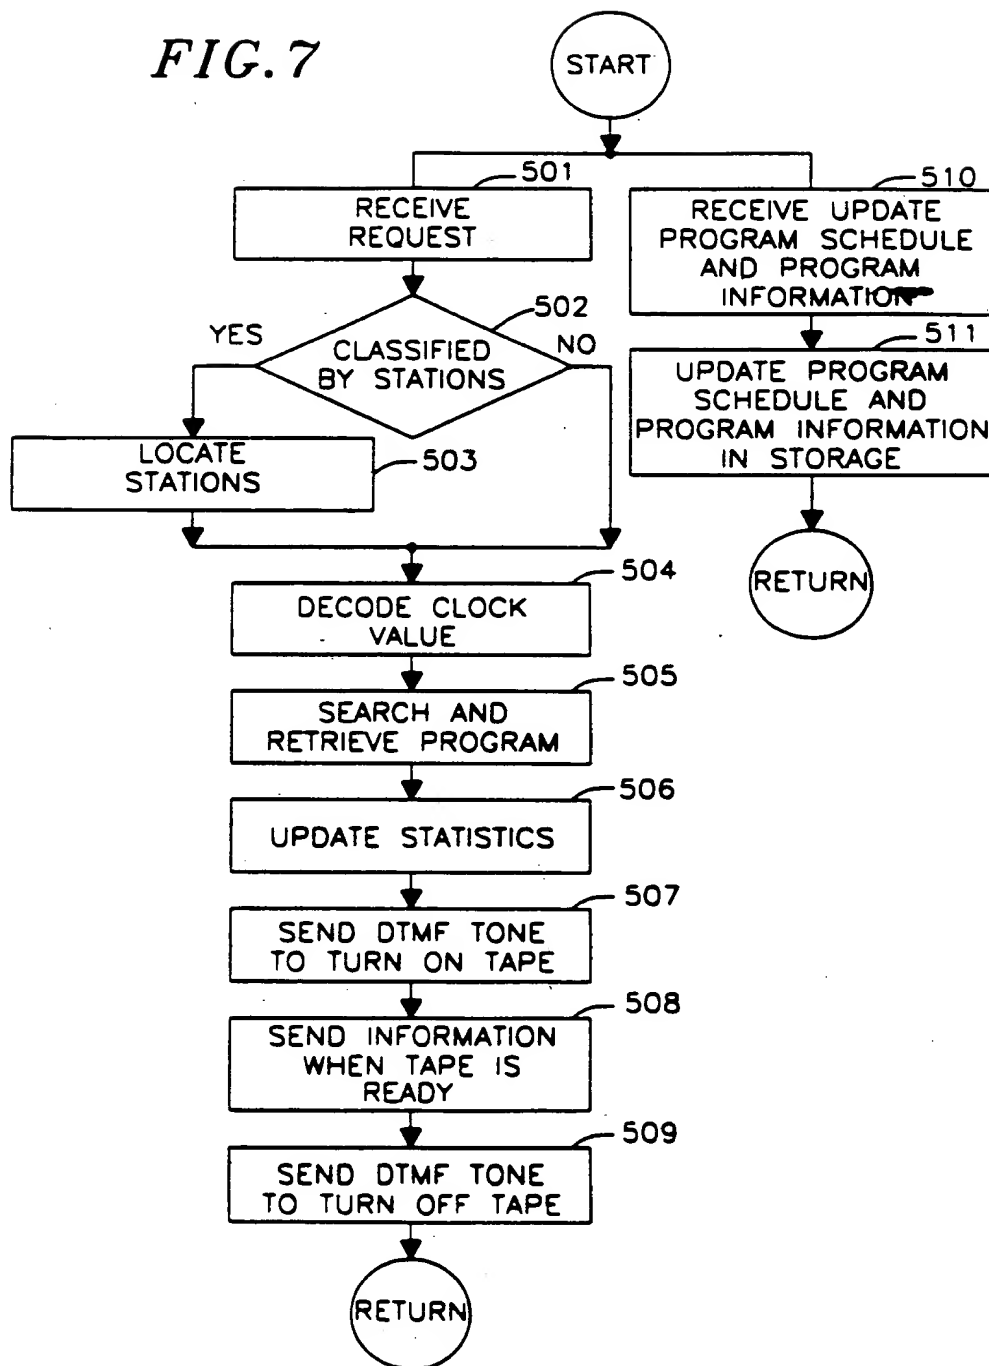 FIG. 7
START
501
RECEIVE
REQUEST
502
YES
NO
CLASSIFIED
BY STATIONS
LOCATE
STATIONS
503
504
DECODE CLOCK
VALUE
505
SEARCH AND
RETRIEVE PROGRAM
506
UPDATE STATISTICS
507
SEND DTMF TONE
TO TURN ON TAPE
508
SEND INFORMATION
WHEN TAPE IS
READY
509
SEND DTMF TONE
TO TURN OFF TAPE
RETURN
510
RECEIVE UPDATE
PROGRAM SCHEDULE
AND PROGRAM
INFORMATION
511
UPDATE PROGRAM
SCHEDULE AND
PROGRAM INFORMATION
IN STORAGE
RETURN